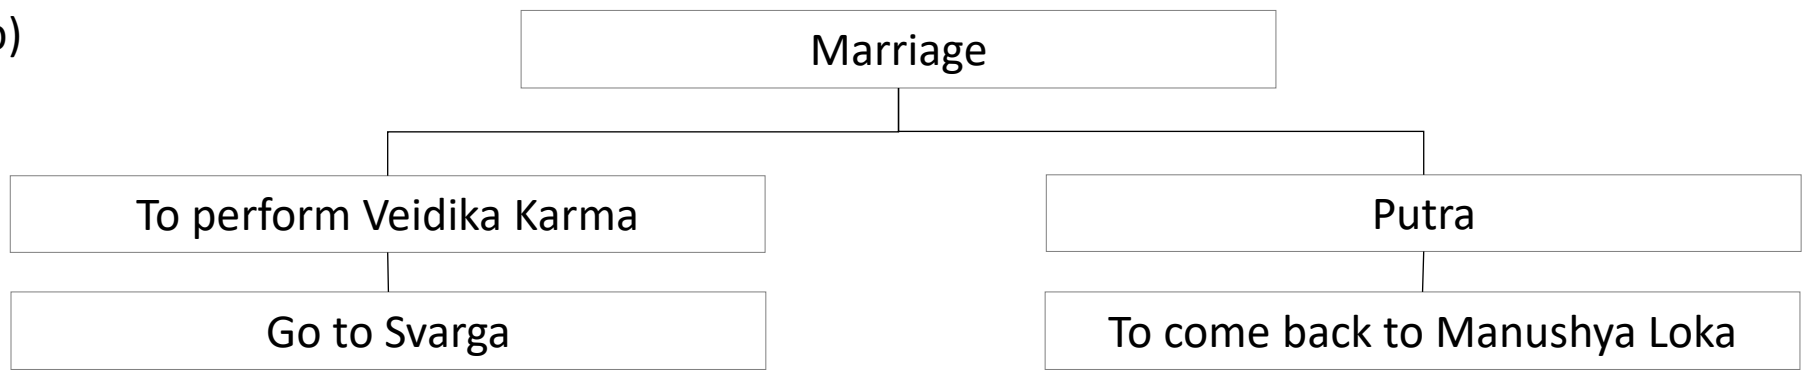 b)
Marriage
To perform Veidika Karma
Putra
Go to Svarga
To come back to Manushya Loka